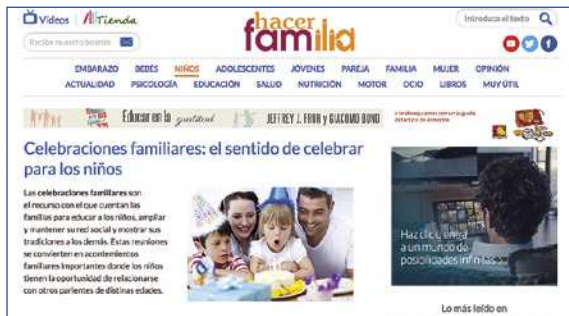 Vídeos | Tienda
Introduce el texto
Recibe nuestro boletín
hacer
familia
EMBARAZO BEBÉS NIÑOS ADOLESCENTES JÓVENES PAREJA FAMILIA MUJER OPINIÓN
ACTUALIDAD PSICOLOGÍA EDUCACIÓN SALUD NUTRICIÓN MOTOR OCIO LIBROS MUY ÚTIL
Educar en la gratitud JEFFREY J. FROH y GIACOMO BONO
Celebraciones familiares: el sentido de celebrar
para los niños
Las celebraciones familiares son
el recurso con el que cuentan las
familias para educar a los niños, ampliar
y mantener su red social y mostrar sus
tradiciones a los demás. Estas reuniones
se convierten en acontecimientos
familiares importantes donde los niños
tienen la oportunidad de relacionarse
con otros parientes de distinas edades.
Haz clic y entra
a un mundo de
posibilidades infinitas
Lo más leído en